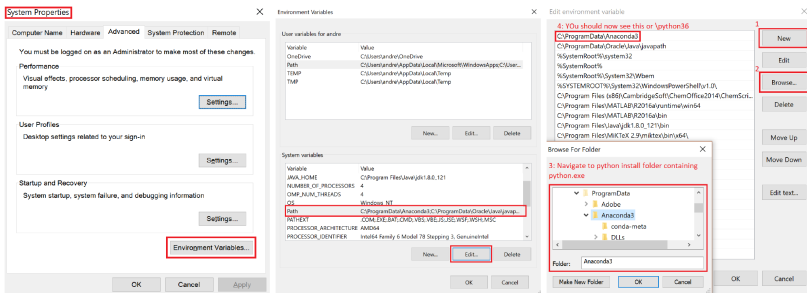 System Properties
Computer Name Hardware Advanced System Protection Remote
You must be logged on as an Administrator to make most of these changes.
Performance
Visual effects, processor scheduling, memory usage, and virtual
memory
Settings...
User Profiles
Desktop settings related to your sign-in
Settings...
Startup and Recovery
System startup, system failure, and debugging information
Settings...
Environment Variables...
OK Cancel Apply
Environment Variables
User variables for andre
Variable Value
OneDrive C:\Users\andre\OneDrive
Path C:\Users\andre\AppData\Local\Microsoft\WindowsApps;C:\User...
TEMP C:\Users\andre\AppData\Local\Temp
TMP C:\Users\andre\AppData\Local\Temp
New... Edit... Delete
System variables
Variable Value
JAVA_HOME C:\Program Files\Java\jdk1.8.0_121
NUMBER_OF_PROCESSORS 4
OMP_NUM_THREADS 4
OS Windows_NT
Path C:\ProgramData\Anaconda3;C:\ProgramData\Oracle\Java\javap...
PATHEXT .COM;.EXE;.BAT;.CMD;.VBS;.VBE;.JS;.JSE;.WSF;.WSH;.MSC
PROCESSOR_ARCHITECTURE AMD64
PROCESSOR_IDENTIFIER Intel64 Family 6 Model 78 Stepping 3, GenuineIntel
New... Edit... Delete
OK Cancel
Edit environment variable
4: YOu should now see this or \python36
1
C:\ProgramData\Anaconda3
New
C:\ProgramData\Oracle\Java\javapath
%SystemRoot%\system32
Edit
%SystemRoot%
2
%SystemRoot%\System32\Wbem
Browse...
%SYSTEMROOT%\System32\WindowsPowerShell\v1.0\
C:\Program Files (x86)\CambridgeSoft\ChemOffice2014\ChemScri...
Delete
C:\Program Files\MATLAB\R2016a\runtime\win64
C:\Program Files\MATLAB\R2016a\bin
C:\Program Files\Java\jdk1.8.0_121\bin
Move Up
C:\Program Files\MiKTeX 2.9\miktex\bin\x64\
Move Down
Edit text...
Browse For Folder
3: Navigate to python install folder containing
python.exe
ProgramData
Adobe
Anaconda3
conda-meta
DLLs
Folder: Anaconda3
Make New Folder OK Cancel
OK Cancel